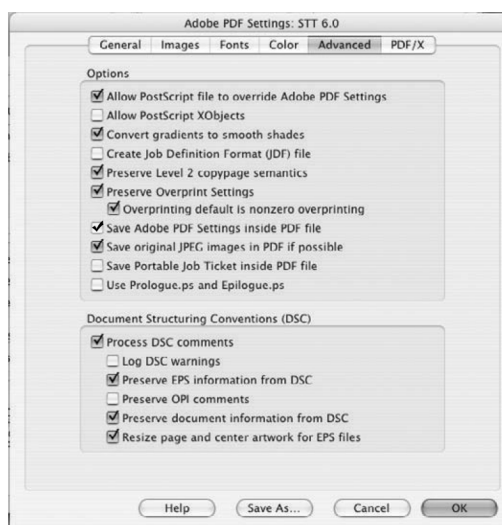 Adobe PDF Settings: STT 6.0
General Images Fonts Color Advanced PDF/X
Options
Allow PostScript file to override Adobe PDF Settings
Allow PostScript XObjects
Convert gradients to smooth shades
Create Job Definition Format (JDF) file
Preserve Level 2 copypage semantics
Preserve Overprint Settings
Overprinting default is nonzero overprinting
Save Adobe PDF Settings inside PDF file
Save original JPEG images in PDF if possible
Save Portable Job Ticket inside PDF file
Use Prologue.ps and Epilogue.ps
Document Structuring Conventions (DSC)
Process DSC comments
Log DSC warnings
Preserve EPS information from DSC
Preserve OPI comments
Preserve document information from DSC
Resize page and center artwork for EPS files
Help Save As... Cancel OK